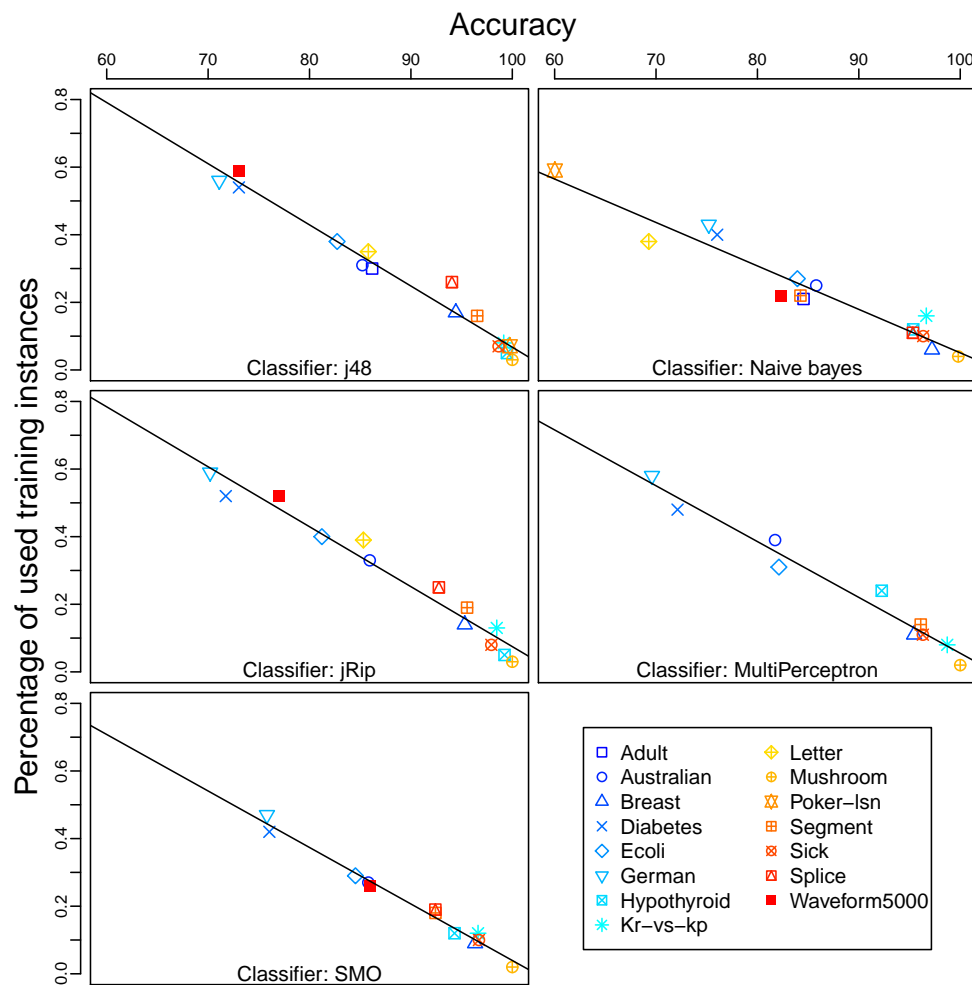 Accuracy
60 70 80 90 100
60 70 80 90 100
Percentage of used training instances
0.0 0.2 0.4 0.6 0.8
Classifier: j48
Classifier: Naive bayes
0.0 0.2 0.4 0.6 0.8
Classifier: jRip
Classifier: MultiPerceptron
0.0 0.2 0.4 0.6 0.8
Classifier: SMO
Adult
Australian
Breast
Diabetes
Ecoli
German
Hypothyroid
Kr−vs−kp
Letter
Mushroom
Poker−lsn
Segment
Sick
Splice
Waveform5000